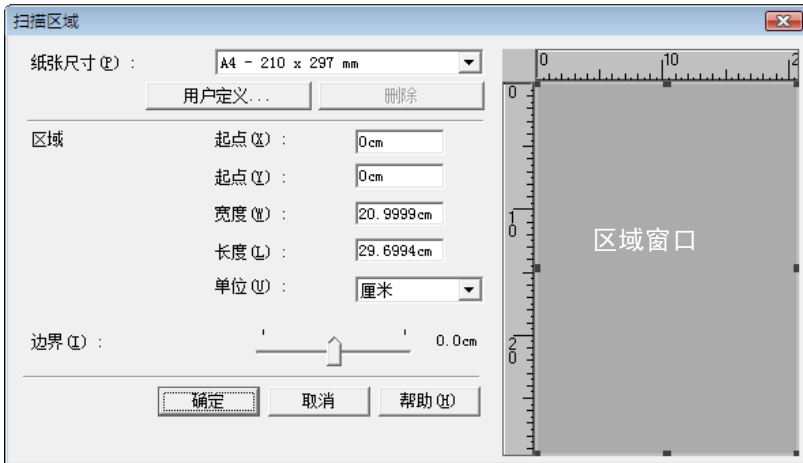 扫描区域
纸张尺寸(P) :
A4 - 210 x 297 mm
用户定义...
删除
区域
起点(X) :
0cm
起点(Y) :
0cm
宽度(W) :
20.9999cm
长度(L) :
29.6994cm
单位(U) :
厘米
边界(I) :
0.0cm
确定
取消
帮助(H)
0
10
2
0
10
20
区域窗口